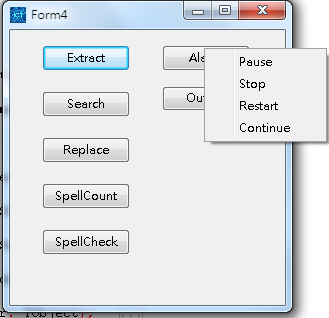 Form4
Extract
Search
Replace
SpellCount
SpellCheck
Pause
Stop
Restart
Continue